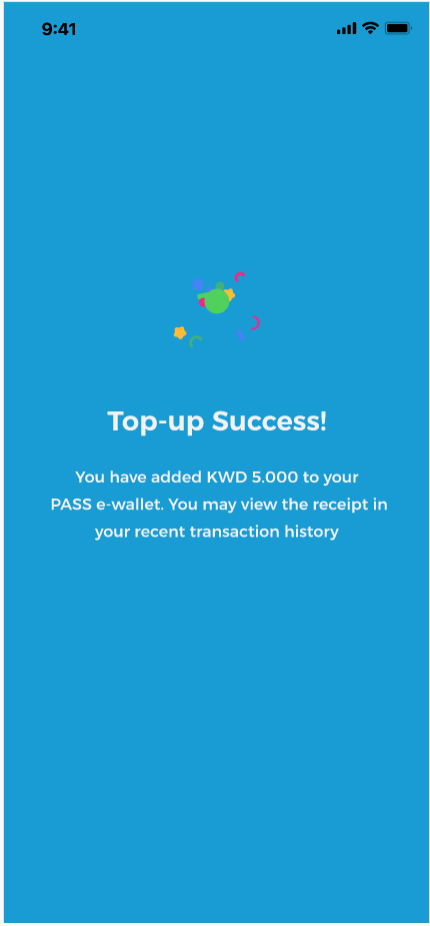 9:41
Top-up Success!
You have added KWD 5.000 to your
PASS e-wallet. You may view the receipt in
your recent transaction history